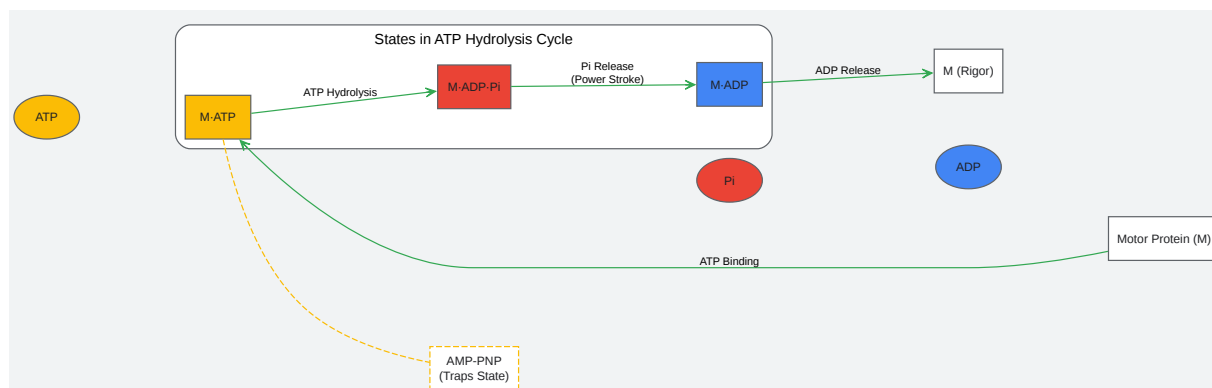 States in ATP Hydrolysis Cycle
ATP
M·ATP
ATP Hydrolysis
M·ADP·Pi
Pi Release
(Power Stroke)
M·ADP
ADP Release
M (Rigor)
Pi
ADP
Motor Protein (M)
ATP Binding
AMP-PNP
(Traps State)